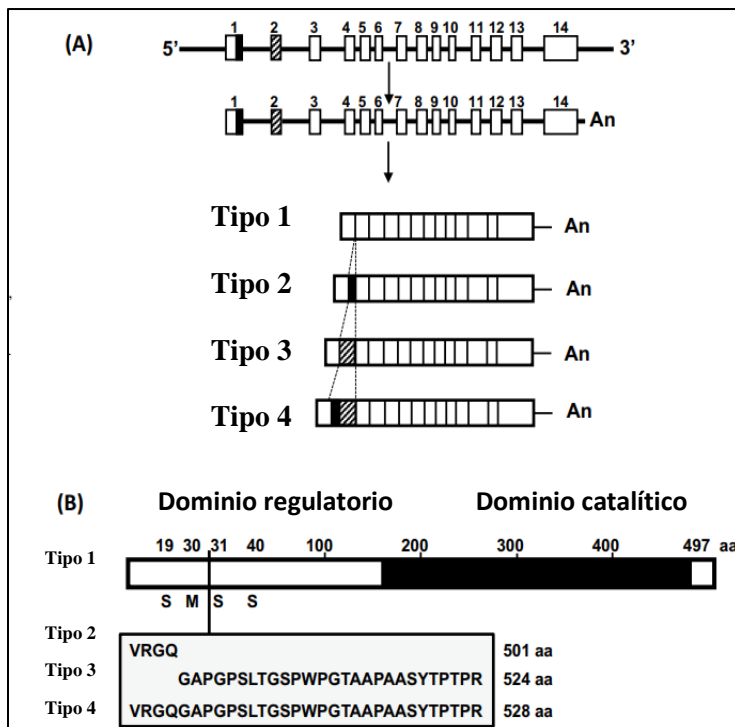 (A)
5’ 1 2 3 4 5 6 7 8 9 10 11 12 13 14 3’
1 2 3 4 5 6 7 8 9 10 11 12 13 14 An
Tipo 1 An
Tipo 2 An
Tipo 3 An
Tipo 4 An
(B) Dominio regulatorio Dominio catalítico
19 30 31 40 100 200 300 400 497 aa
Tipo 1
S M S S
Tipo 2
VRGQ 501 aa
Tipo 3 GAPGPSLTGSPWPGTAAPAASYTPTPR 524 aa
Tipo 4 VRGQGAPGPSLTGSPWPGTAAPAASYTPTPR 528 aa